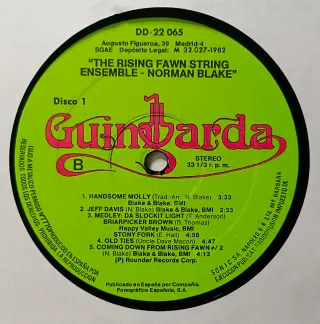 DD-22 065
Augusto Figueroa, 39 Madrid-4
SGAE Depósito Legal: M 32 027-1982
"THE RISING FAWN STRING
ENSEMBLE - NORMAN BLAKE"
Disco 1
Guimbarda
B
STEREO
33 1/3 r. p. m.
1. HANDSOME MOLLY (Trad./Arr. N. Blake) 3:33
Blake & Blake, BMI
2. JEFF DAVIS (N. Blake) Blake & Blake, BMI 3:03
3. MEDLEY: DA SLOCKIT LIGHT (T. Anderson)
BRIARPICKER BROWN (B. Thomas)
Happy Valley Music, BMI
STONY FORK (E. Hall) 4:58
4. OLD TIES (Uncle Dave Macon) 4:47
5. COMING DOWN FROM RISING FAWN # 2
(N. Blake) Blake & Blake, BMI 4:13
(P) Rounder Records Corp.
Publicado en España por Compañía
Fonográfica Española, S.A.